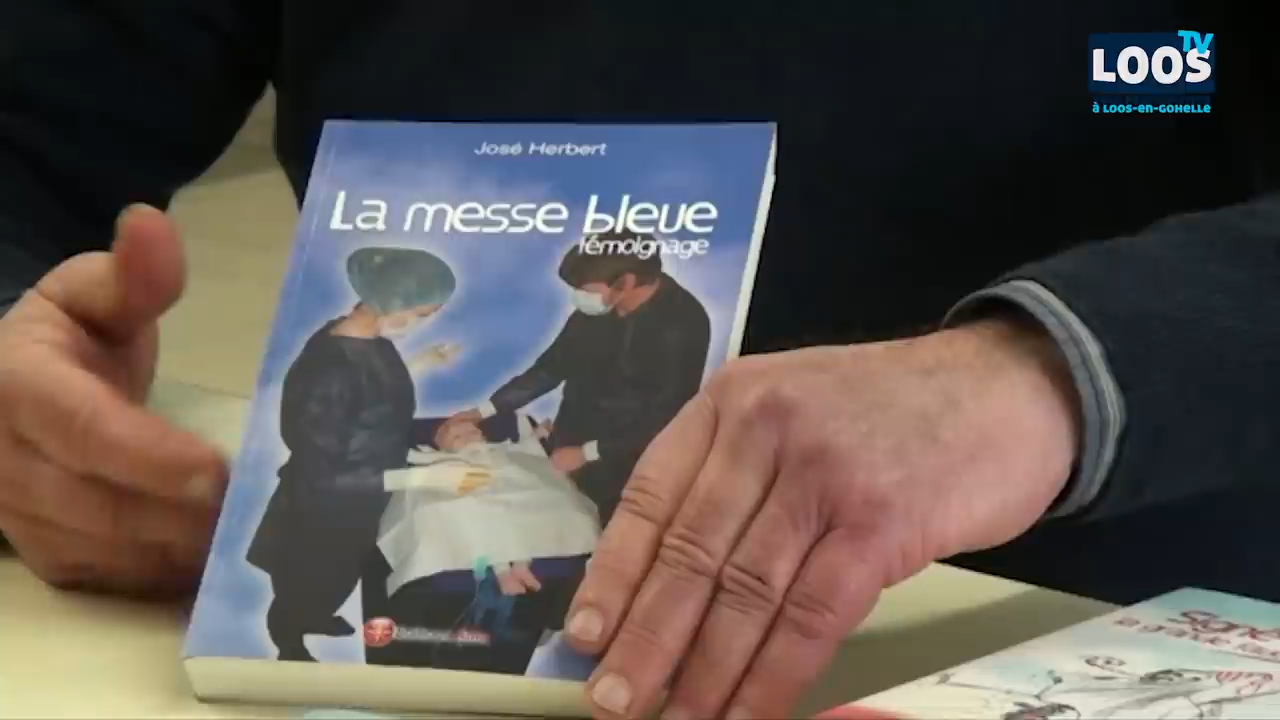 TV
LOOS
à LOOS-EN-GOHELLE
José Herbert
La messe bleue
Témoignage